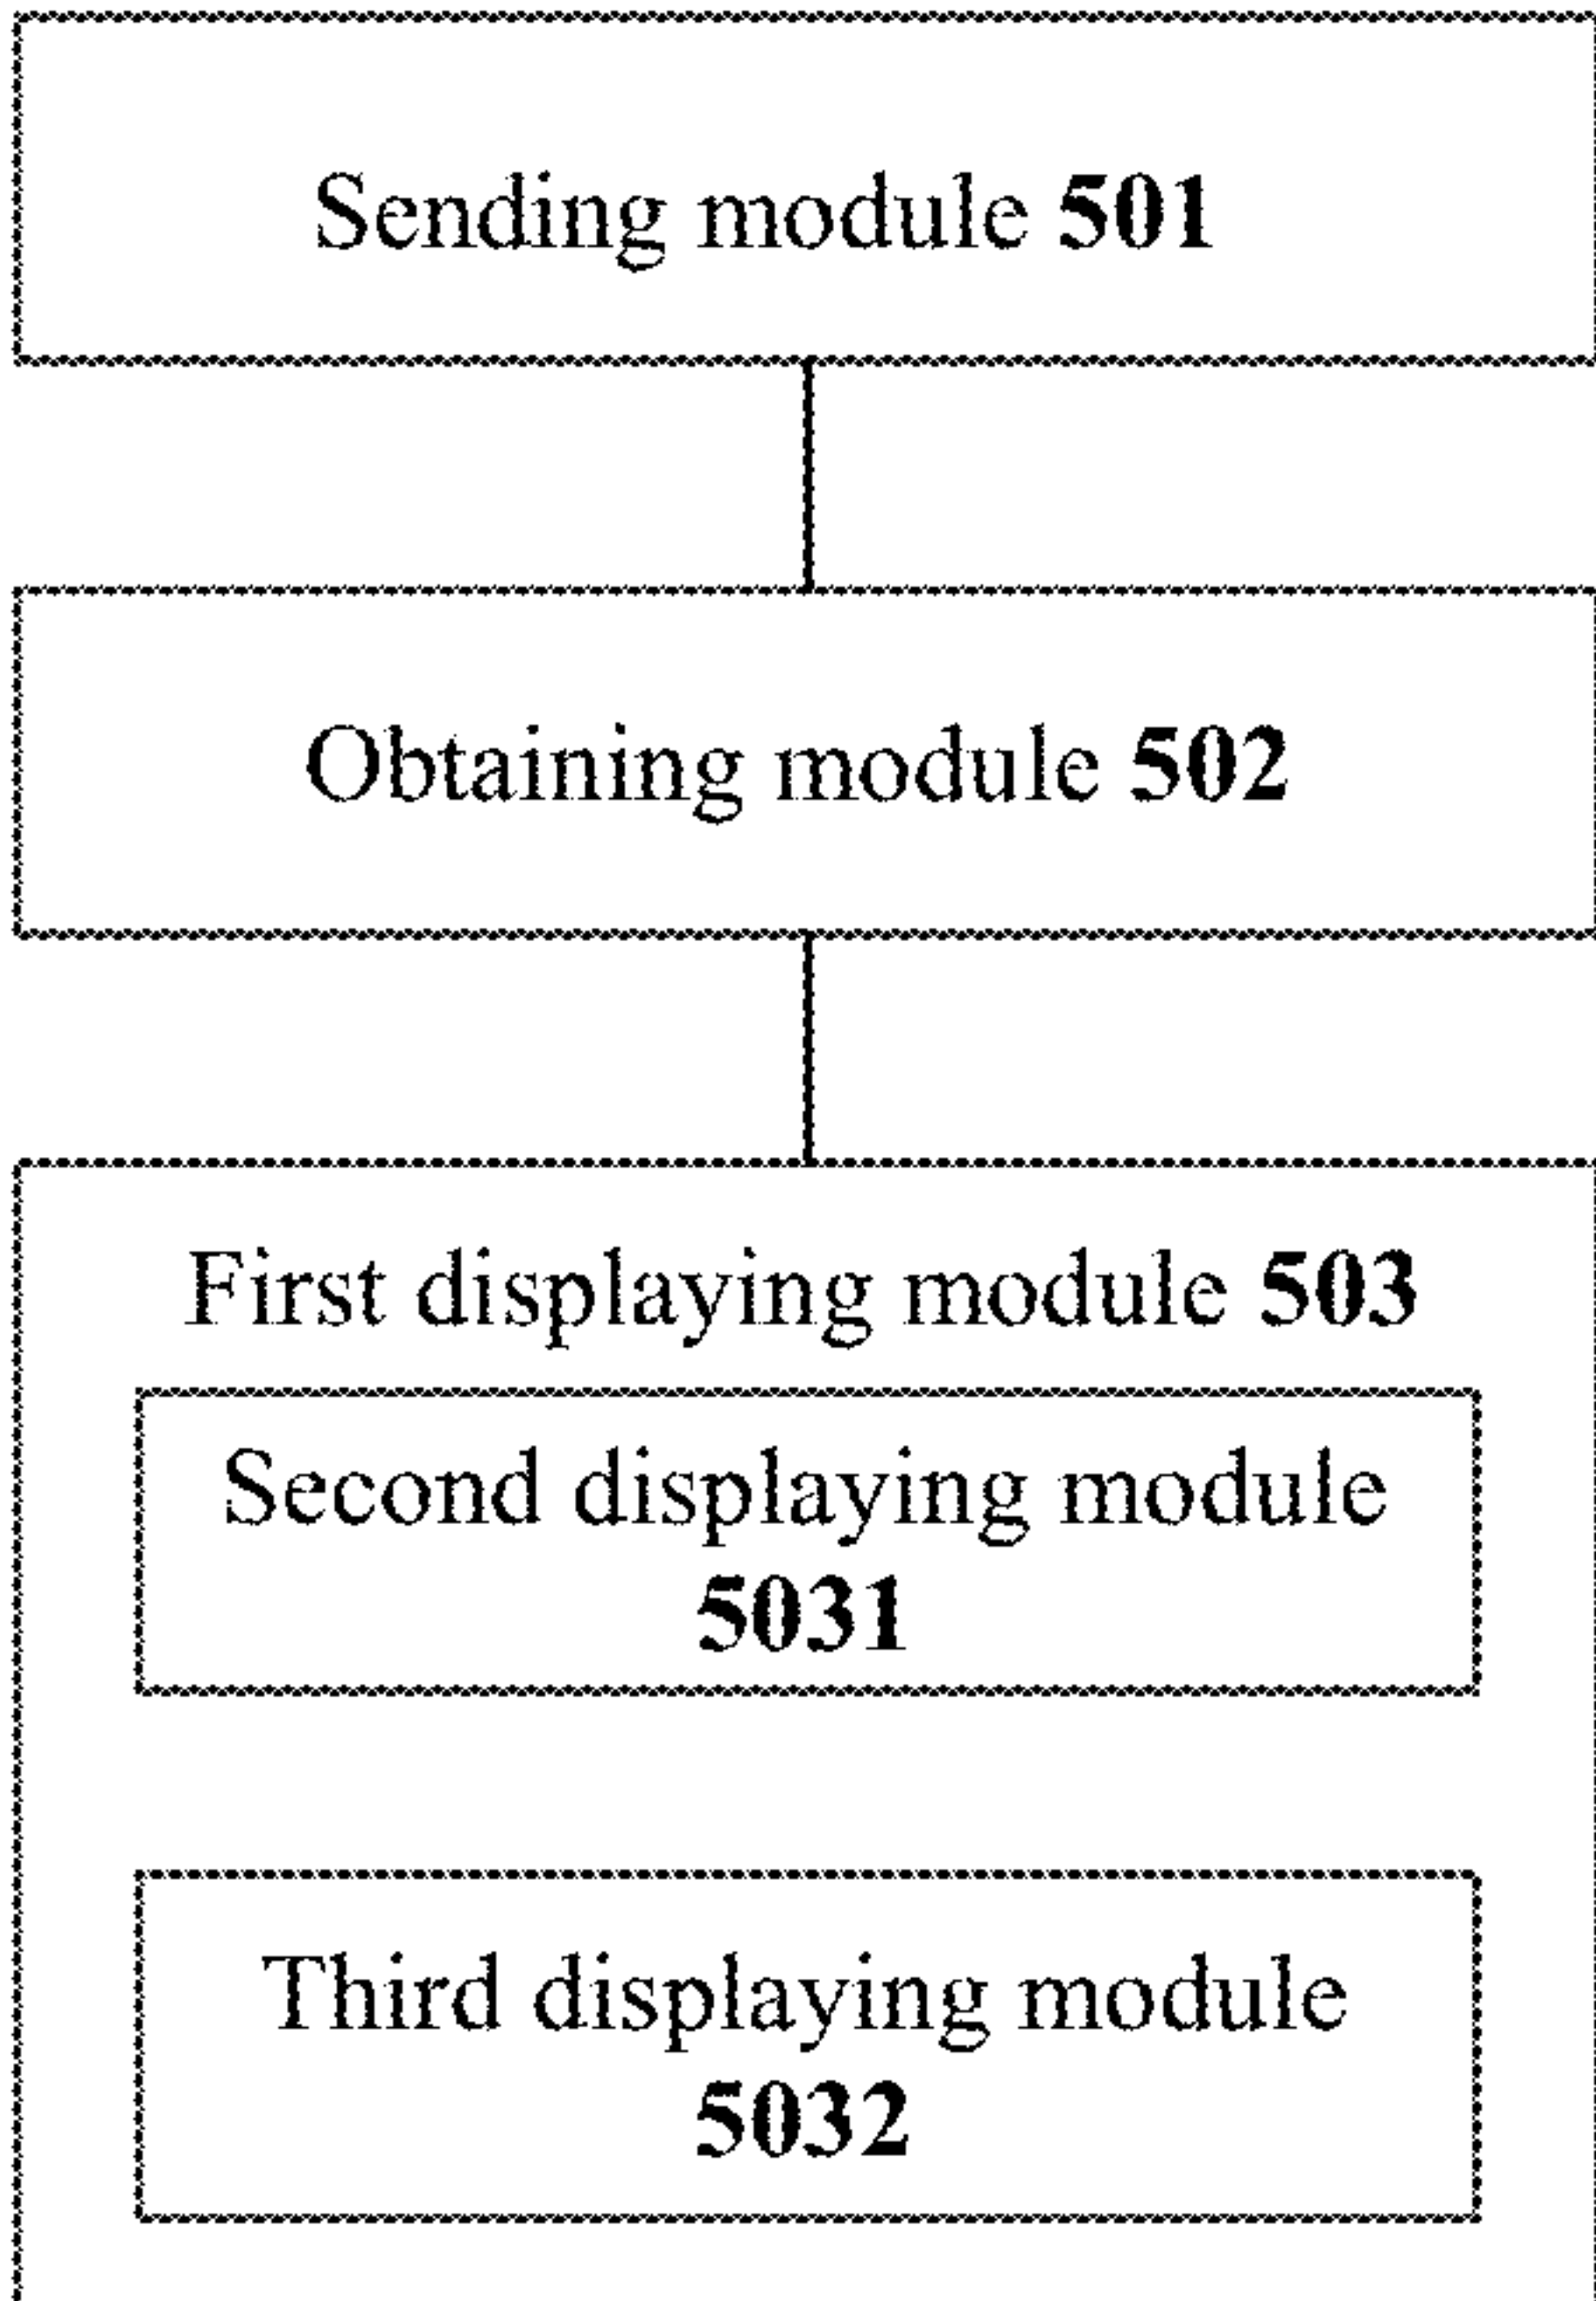 Sending module 501
Obtaining module 502
First displaying module 503
Second displaying module
5031
Third displaying module
5032